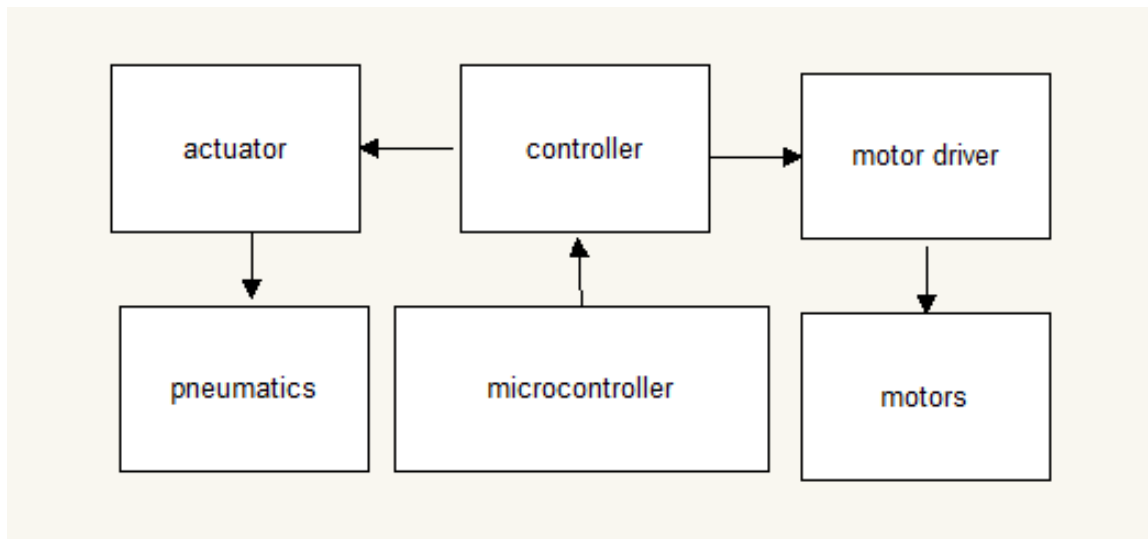 actuator
controller
motor driver
pneumatics
microcontroller
motors